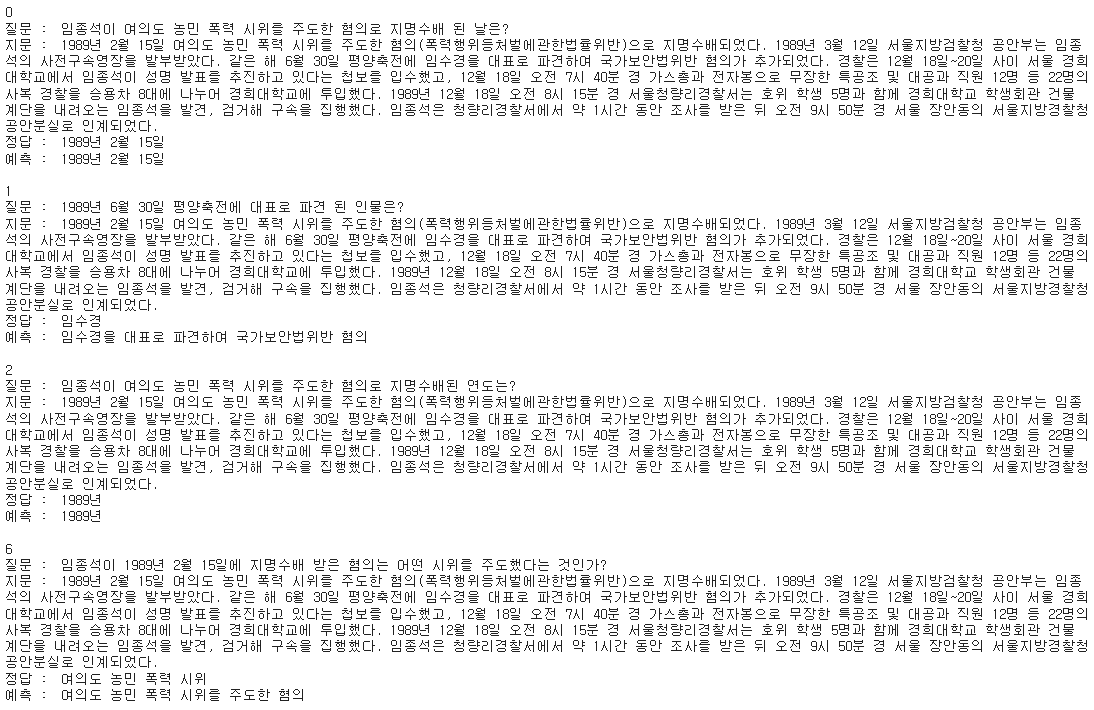 0
질문 :  임종석이 여의도 농민 폭력 시위를 주도한 혐의로 지명수배 된 날은?
지문 :  1989년 2월 15일 여의도 농민 폭력 시위를 주도한 혐의(폭력행위등처벌에관한법률위반)으로 지명수배되었다. 1989년 3월 12일 서울지방검찰청 공안부는 임종
석의 사전구속영장을 발부받았다. 같은 해 6월 30일 평양축전에 임수경을 대표로 파견하여 국가보안법위반 혐의가 추가되었다. 경찰은 12월 18일~20일 사이 서울 경희
대학교에서 임종석이 성명 발표를 추진하고 있다는 첩보를 입수했고, 12월 18일 오전 7시 40분 경 가스총과 전자봉으로 무장한 특공조 및 대공과 직원 12명 등 22명의
사복 경찰을 승용차 8대에 나누어 경희대학교에 투입했다. 1989년 12월 18일 오전 8시 15분 경 서울청량리경찰서는 호위 학생 5명과 함께 경희대학교 학생회관 건물
계단을 내려오는 임종석을 발견, 검거해 구속을 집행했다. 임종석은 청량리경찰서에서 약 1시간 동안 조사를 받은 뒤 오전 9시 50분 경 서울 장안동의 서울지방경찰청
공안분실로 인계되었다.
정답 :  1989년 2월 15일
예측 :  1989년 2월 15일
1
질문 :  1989년 6월 30일 평양축전에 대표로 파견 된 인물은?
지문 :  1989년 2월 15일 여의도 농민 폭력 시위를 주도한 혐의(폭력행위등처벌에관한법률위반)으로 지명수배되었다. 1989년 3월 12일 서울지방검찰청 공안부는 임종
석의 사전구속영장을 발부받았다. 같은 해 6월 30일 평양축전에 임수경을 대표로 파견하여 국가보안법위반 혐의가 추가되었다. 경찰은 12월 18일~20일 사이 서울 경희
대학교에서 임종석이 성명 발표를 추진하고 있다는 첩보를 입수했고, 12월 18일 오전 7시 40분 경 가스총과 전자봉으로 무장한 특공조 및 대공과 직원 12명 등 22명의
사복 경찰을 승용차 8대에 나누어 경희대학교에 투입했다. 1989년 12월 18일 오전 8시 15분 경 서울청량리경찰서는 호위 학생 5명과 함께 경희대학교 학생회관 건물
계단을 내려오는 임종석을 발견, 검거해 구속을 집행했다. 임종석은 청량리경찰서에서 약 1시간 동안 조사를 받은 뒤 오전 9시 50분 경 서울 장안동의 서울지방경찰청
공안분실로 인계되었다.
정답 :  임수경
예측 :  임수경을 대표로 파견하여 국가보안법위반 혐의
2
질문 :  임종석이 여의도 농민 폭력 시위를 주도한 혐의로 지명수배된 연도는?
지문 :  1989년 2월 15일 여의도 농민 폭력 시위를 주도한 혐의(폭력행위등처벌에관한법률위반)으로 지명수배되었다. 1989년 3월 12일 서울지방검찰청 공안부는 임종
석의 사전구속영장을 발부받았다. 같은 해 6월 30일 평양축전에 임수경을 대표로 파견하여 국가보안법위반 혐의가 추가되었다. 경찰은 12월 18일~20일 사이 서울 경희
대학교에서 임종석이 성명 발표를 추진하고 있다는 첩보를 입수했고, 12월 18일 오전 7시 40분 경 가스총과 전자봉으로 무장한 특공조 및 대공과 직원 12명 등 22명의
사복 경찰을 승용차 8대에 나누어 경희대학교에 투입했다. 1989년 12월 18일 오전 8시 15분 경 서울청량리경찰서는 호위 학생 5명과 함께 경희대학교 학생회관 건물
계단을 내려오는 임종석을 발견, 검거해 구속을 집행했다. 임종석은 청량리경찰서에서 약 1시간 동안 조사를 받은 뒤 오전 9시 50분 경 서울 장안동의 서울지방경찰청
공안분실로 인계되었다.
정답 :  1989년
예측 :  1989년
6
질문 :  임종석이 1989년 2월 15일에 지명수배 받은 혐의는 어떤 시위를 주도했다는 것인가?
지문 :  1989년 2월 15일 여의도 농민 폭력 시위를 주도한 혐의(폭력행위등처벌에관한법률위반)으로 지명수배되었다. 1989년 3월 12일 서울지방검찰청 공안부는 임종
석의 사전구속영장을 발부받았다. 같은 해 6월 30일 평양축전에 임수경을 대표로 파견하여 국가보안법위반 혐의가 추가되었다. 경찰은 12월 18일~20일 사이 서울 경희
대학교에서 임종석이 성명 발표를 추진하고 있다는 첩보를 입수했고, 12월 18일 오전 7시 40분 경 가스총과 전자봉으로 무장한 특공조 및 대공과 직원 12명 등 22명의
사복 경찰을 승용차 8대에 나누어 경희대학교에 투입했다. 1989년 12월 18일 오전 8시 15분 경 서울청량리경찰서는 호위 학생 5명과 함께 경희대학교 학생회관 건물
계단을 내려오는 임종석을 발견, 검거해 구속을 집행했다. 임종석은 청량리경찰서에서 약 1시간 동안 조사를 받은 뒤 오전 9시 50분 경 서울 장안동의 서울지방경찰청
공안분실로 인계되었다.
정답 :  여의도 농민 폭력 시위
예측 :  여의도 농민 폭력 시위를 주도한 혐의